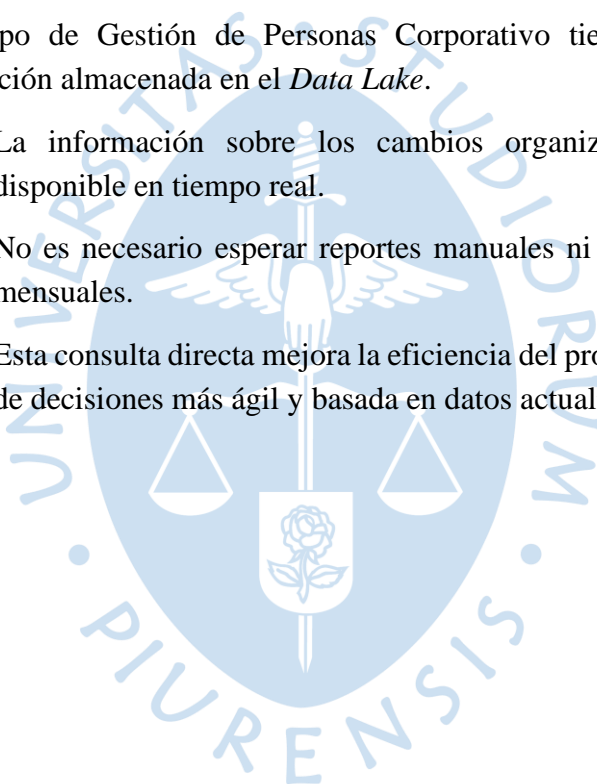 po de Gestión de Personas Corporativo tie
ción almacenada en el Data Lake.
La información sobre los cambios organiz
disponible en tiempo real.
No es necesario esperar reportes manuales ni
mensuales.
Esta consulta directa mejora la eficiencia del pro
de decisiones más ágil y basada en datos actual
UNIVERSITAS STUDIORUM PIURENSIS